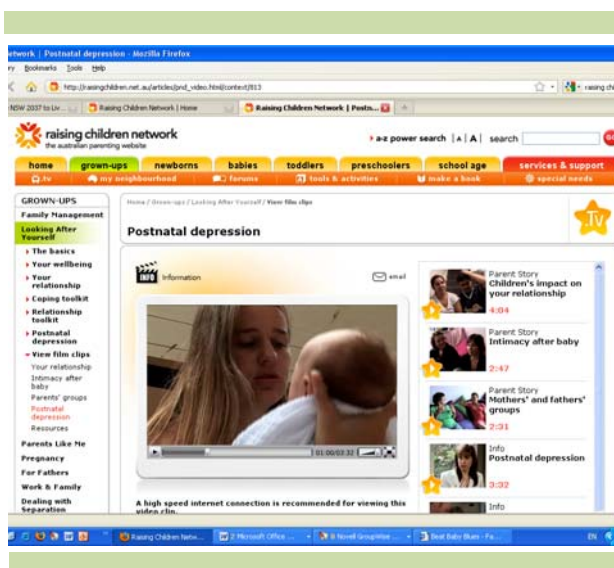 etwork | Postnatal depression - Mozilla Firefox
ry Bookmarks Tools Help
http://raisingchildren.net.au/articles/pnd_video.html/context/813
raising chi
NSW 2037 to Liv...
Raising Children Network | Home
Raising Children Network | Postn...
raising children network
the australian parenting website
a-z power search | A | A | search
GO
home grown-ups newborns babies toddlers preschoolers school age services & support
.tv my neighbourhood forums tools & activities make a book special needs
GROWN-UPS
Family Management
Looking After
Yourself
The basics
Your wellbeing
Your
relationship
Coping toolkit
Relationship
toolkit
Postnatal
depression
View film clips
Your relationship
Intimacy after
baby
Parents' groups
Postnatal
depression
Resources
Parents Like Me
Pregnancy
For Fathers
Work & Family
Dealing with
Separation
Home / Grown-ups / Looking After Yourself / View film clips
.Tv
Postnatal depression
INFO Information
email
01:00/03:32
A high speed internet connection is recommended for viewing this
video clip.
Parent Story
Children's impact on
your relationship
4:04
Parent Story
Intimacy after baby
2:47
Parent Story
Mothers' and fathers'
groups
2:31
Info
Postnatal depression
3:32
Info
Raising Children Netw...
2 Microsoft Office ...
8 Novell GroupWise ...
Beat Baby Blues - Fa...
EN